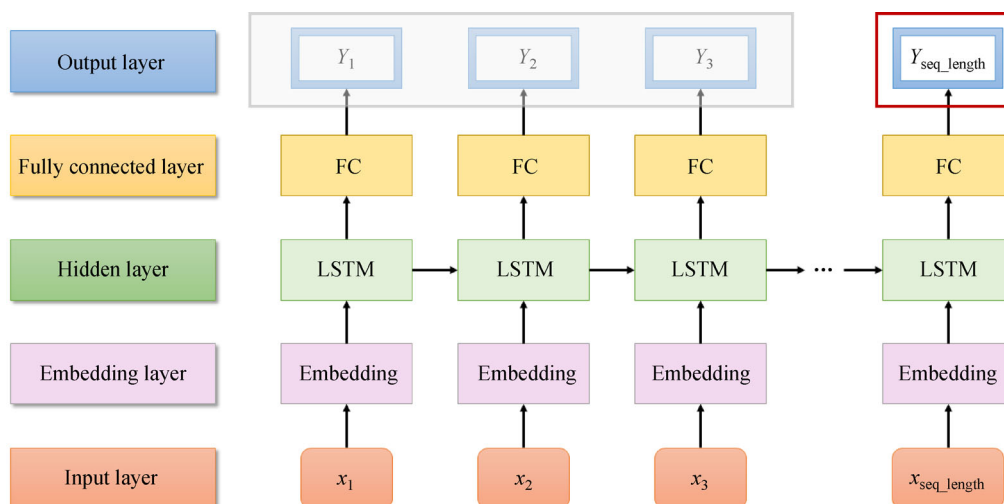 Output layer Y1 Y2 Y3 Yseq_length
Fully connected layer FC FC FC FC
Hidden layer LSTM LSTM LSTM ... LSTM
Embedding layer Embedding Embedding Embedding Embedding
Input layer x1 x2 x3 xseq_length